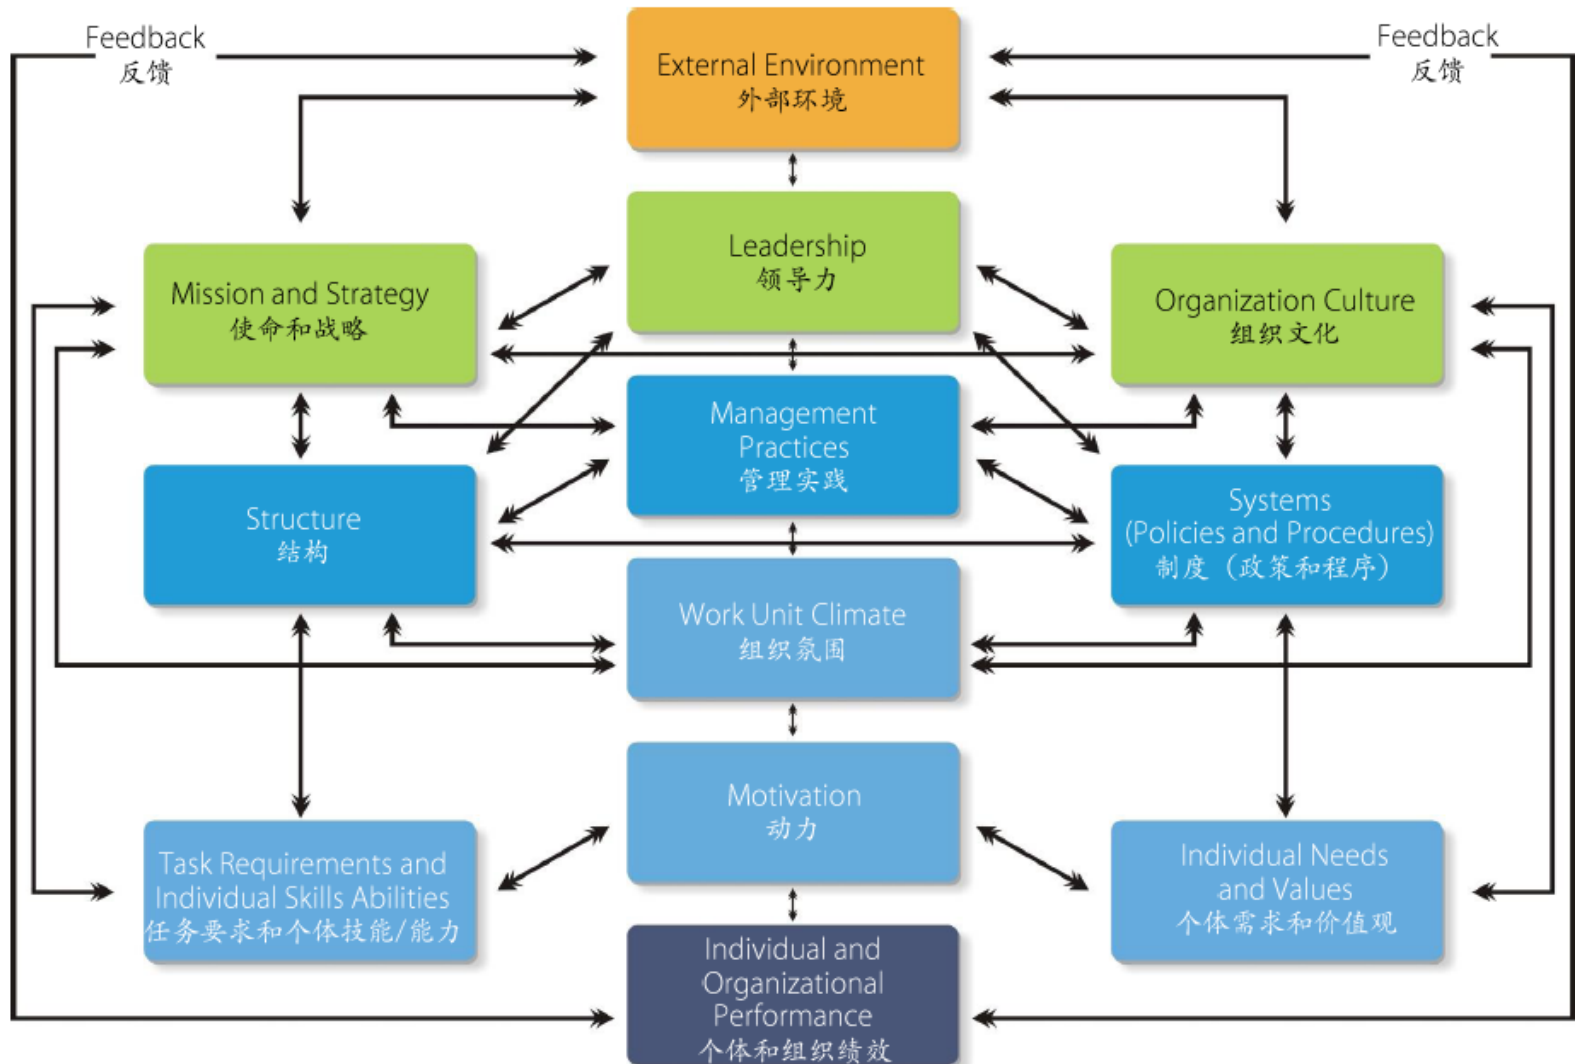 Feedback
反馈
External Environment
外部环境
Feedback
反馈
Leadership
领导力
Mission and Strategy
使命和战略
Organization Culture
组织文化
Management
Practices
管理实践
Structure
结构
Systems
(Policies and Procedures)
制度（政策和程序）
Work Unit Climate
组织氛围
Motivation
动力
Task Requirements and
Individual Skills Abilities
任务要求和个体技能/能力
Individual Needs
and Values
个体需求和价值观
Individual and
Organizational
Performance
个体和组织绩效